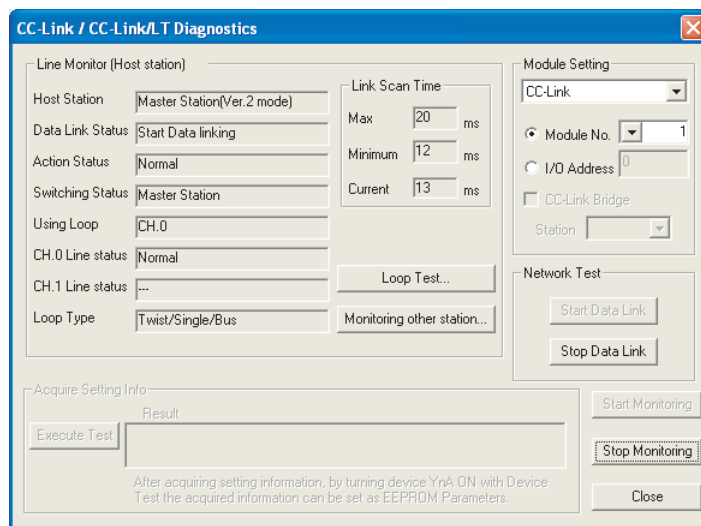 CC-Link / CC-Link/LT Diagnostics
Line Monitor (Host station)
Host Station Master Station(Ver.2 mode)
Data Link Status Start Data linking
Action Status Normal
Switching Status Master Station
Using Loop CH.0
CH.0 Line status Normal
CH.1 Line status ---
Loop Type Twist/Single/Bus
Link Scan Time
Max 20 ms
Minimum 12 ms
Current 13 ms
Loop Test...
Monitoring other station...
Module Setting
CC-Link
Module No. 1
I/O Address 0
CC-Link Bridge
Station
Network Test
Start Data Link
Stop Data Link
Acquire Setting Info
Result
Execute Test
After acquiring setting information, by turning device YnA ON with Device
Test the acquired information can be set as EEPROM Parameters.
Start Monitoring
Stop Monitoring
Close